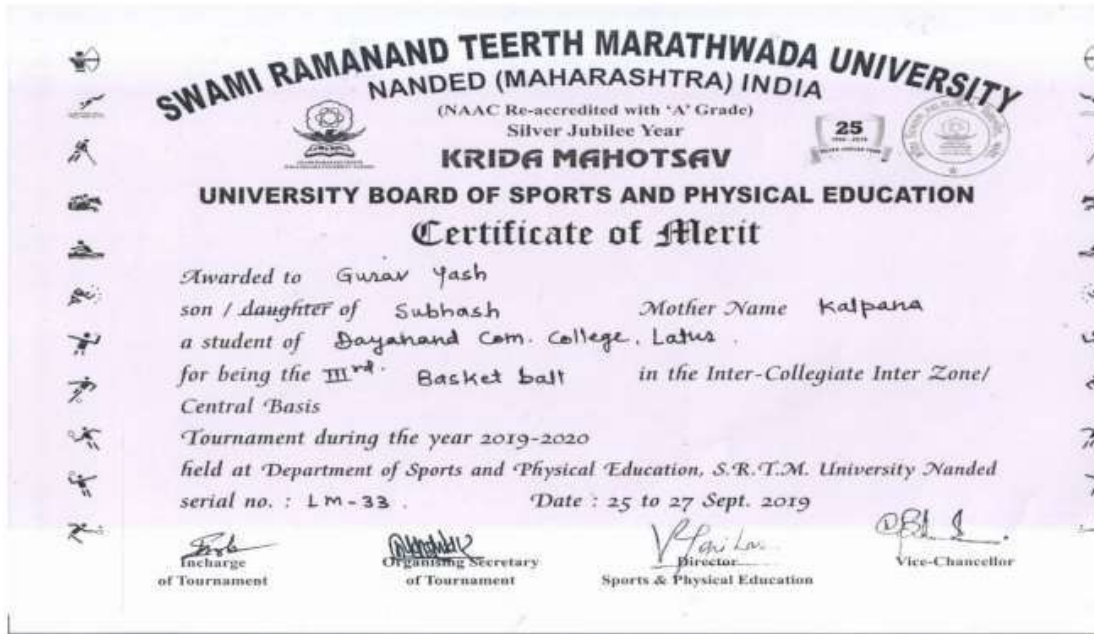 SWAMI RAMANAND TEERTH MARATHWADA UNIVERSITY
NANDED (MAHARASHTRA) INDIA
(NAAC Re-accredited with 'A' Grade)
Silver Jubilee Year
25
KRIDA MAHOTSAV
UNIVERSITY BOARD OF SPORTS AND PHYSICAL EDUCATION
Certificate of Merit
Awarded to Gurav Yash
son / daughter of Subhash Mother Name Kalpana
a student of Dayanand Com. College, Latur.
for being the IIIrd. Basket ball in the Inter-Collegiate Inter Zone/
Central Basis
Tournament during the year 2019-2020
held at Department of Sports and Physical Education, S.R.T.M. University Nanded
serial no. : LM-33. Date : 25 to 27 Sept. 2019
Incharge of Tournament
Organising Secretary of Tournament
Director Sports & Physical Education
Vice-Chancellor